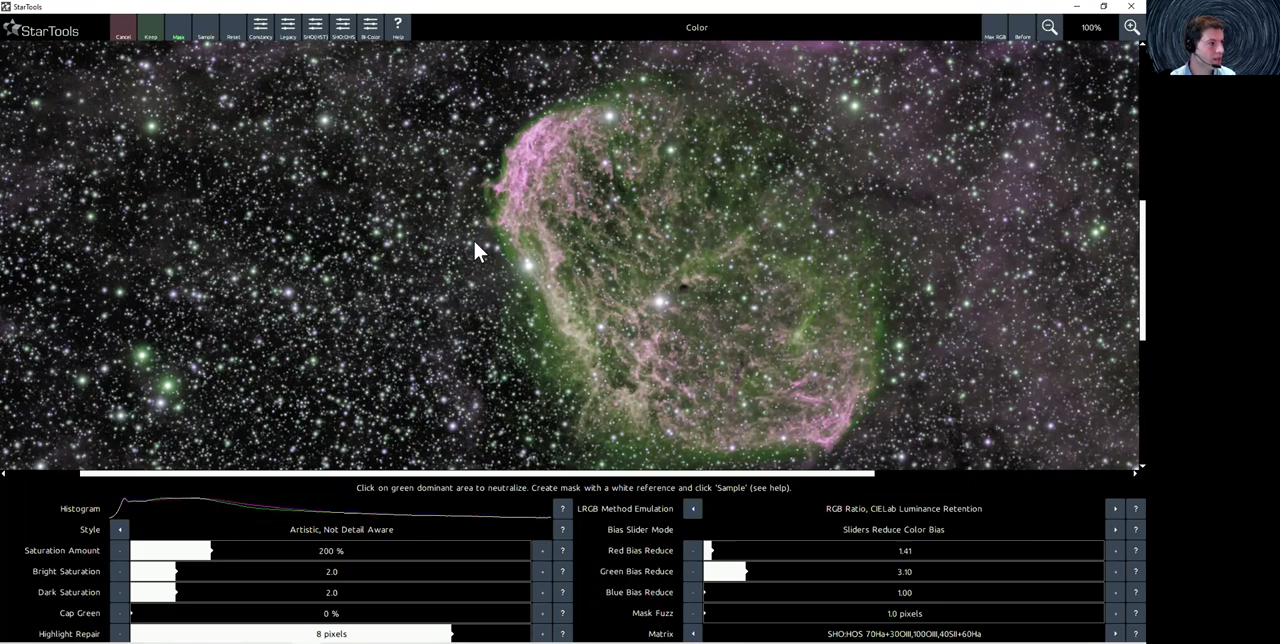 StarTools
StarTools
Cancel Keep Mask Sample Reset Constancy Legacy SHO(HST) SHO:OHS Bi-Color Help
Color
Max RGB Before 100%
Click on green dominant area to neutralize. Create mask with a white reference and click 'Sample' (see help).
Histogram ? LRGB Method Emulation RGB Ratio, CIELab Luminance Retention ?
Style Artistic, Not Detail Aware ? Bias Slider Mode Sliders Reduce Color Bias ?
Saturation Amount - 200 % + ? Red Bias Reduce - 1.41 + ?
Bright Saturation - 2.0 + ? Green Bias Reduce - 3.10 + ?
Dark Saturation - 2.0 + ? Blue Bias Reduce - 1.00 + ?
Cap Green - 0 % + ? Mask Fuzz - 1.0 pixels + ?
Highlight Repair - 8 pixels + ? Matrix SHO:HOS 70Ha+30OIII,100OIII,40SII+60Ha ?